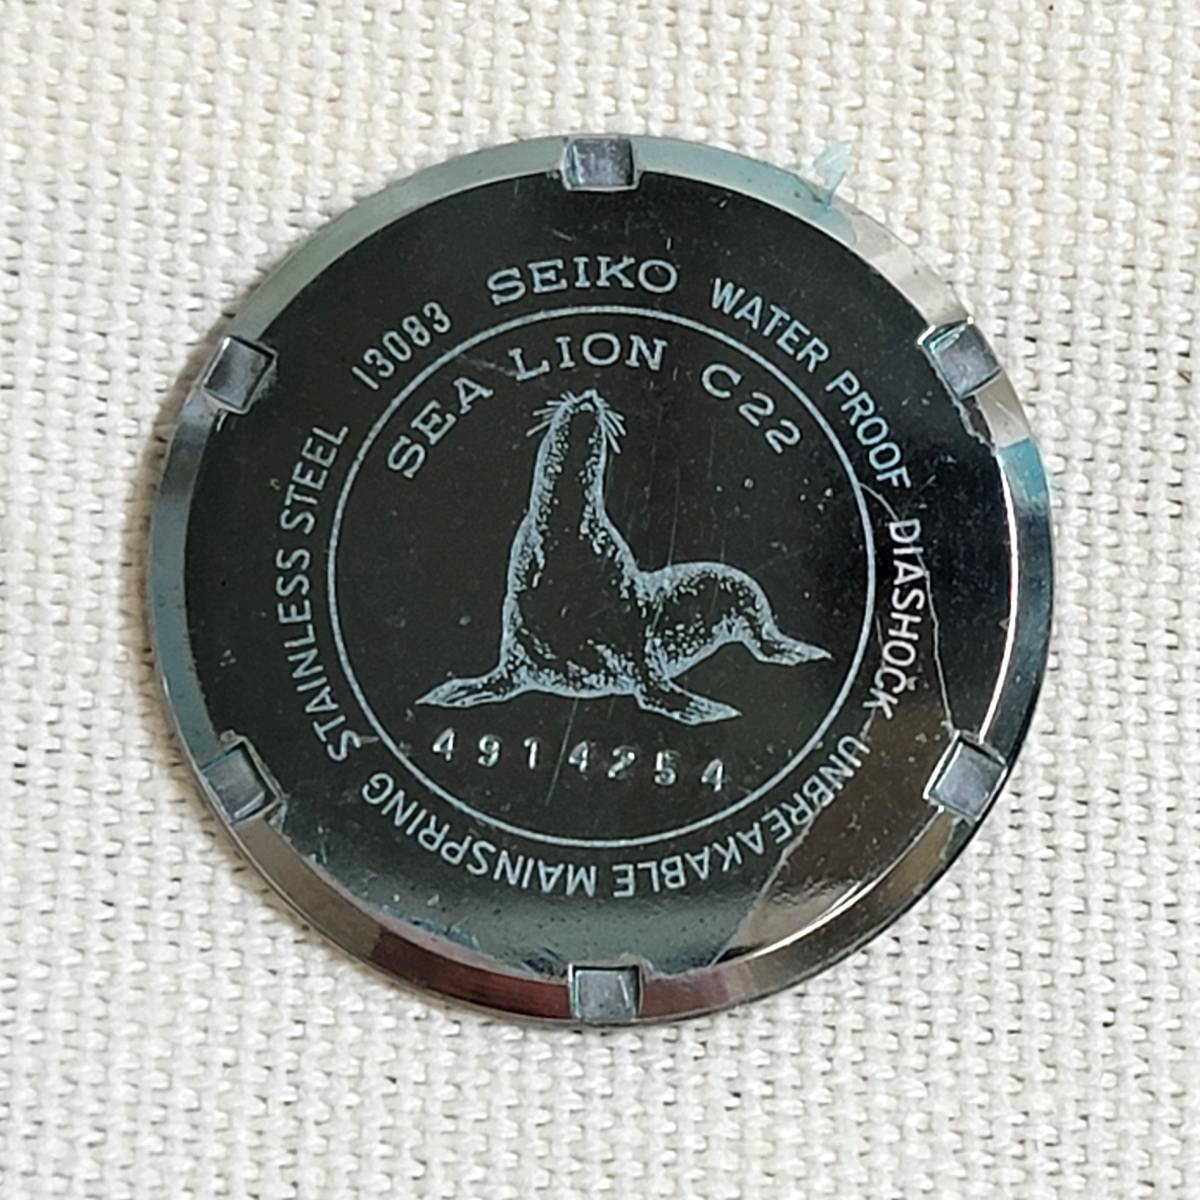 SEIKO
WATER PROOF DIASHOCK UNBREAKABLE MAINSPRING STAINLESS STEEL 13083
SEA LION C22
4914254